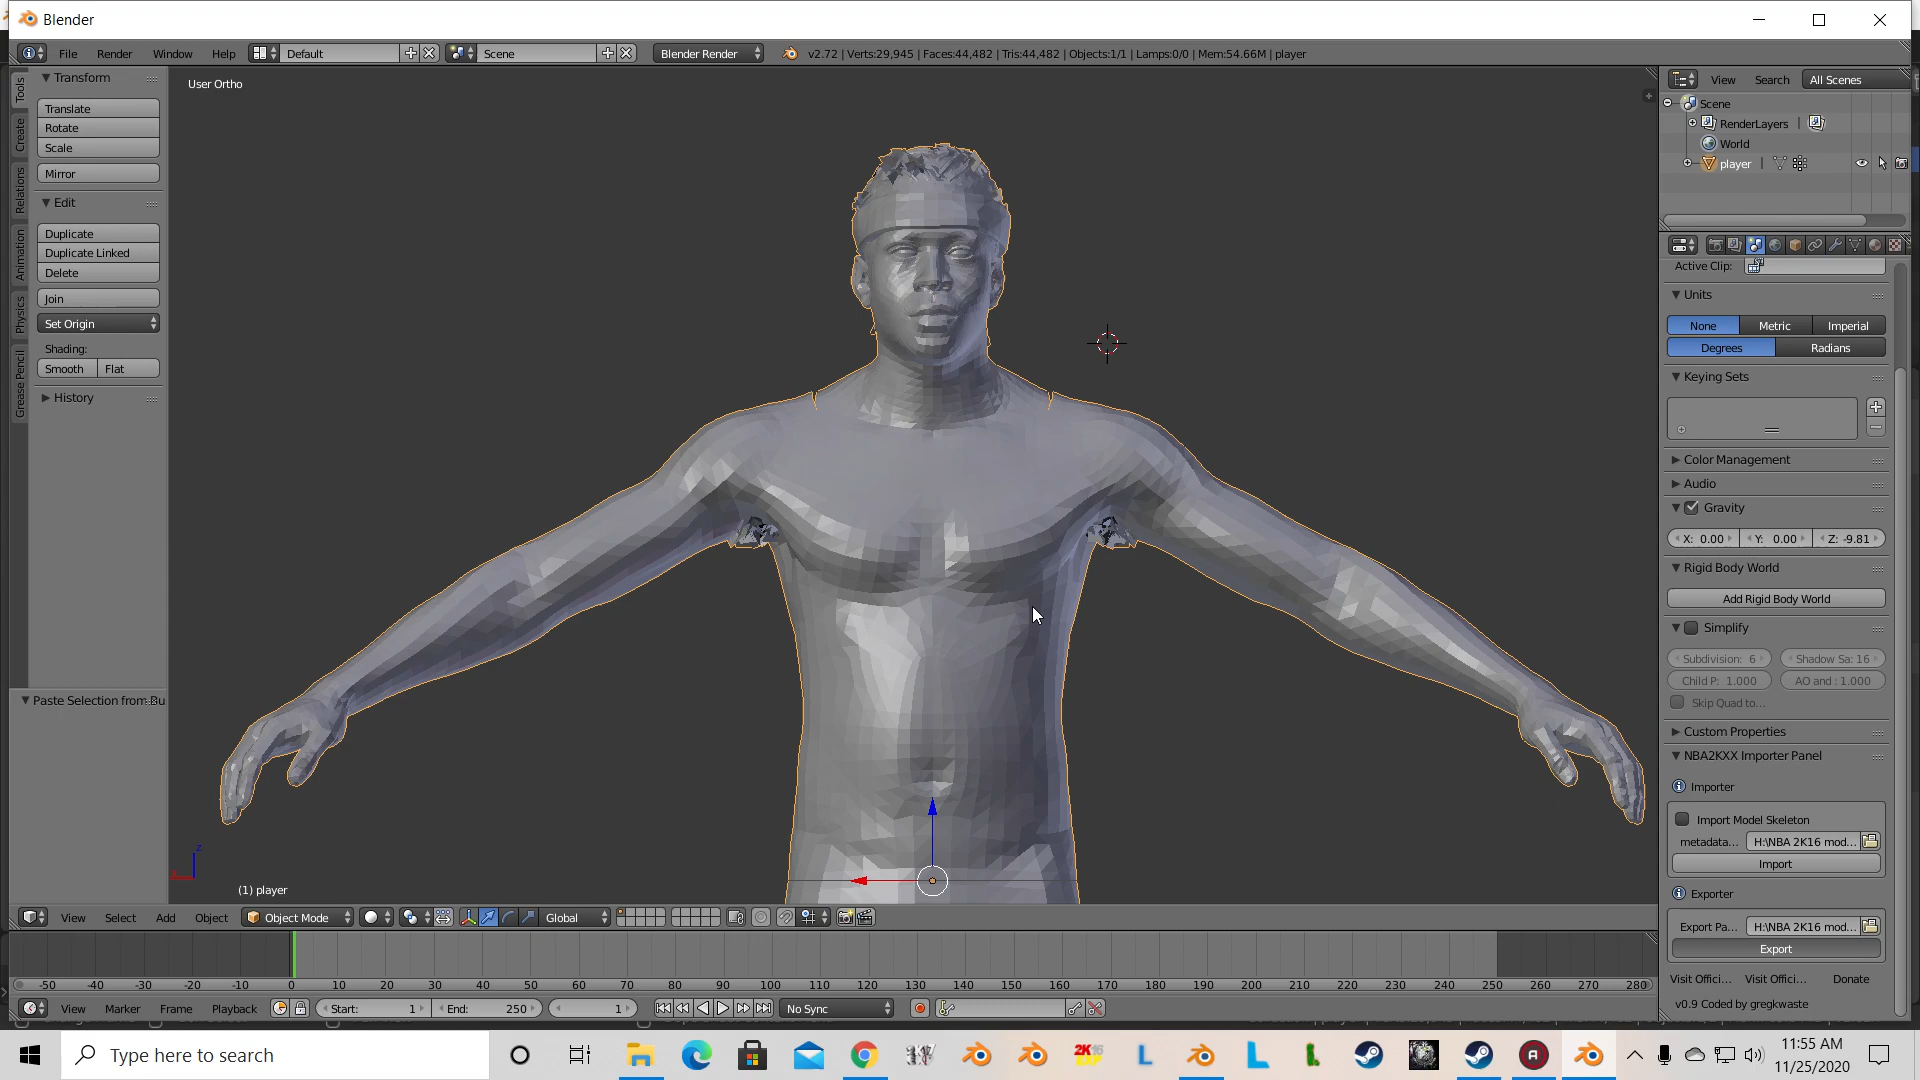 Blender
File Render Window Help Default Scene Blender Render v2.72 | Verts:29,945 | Faces:44,482 | Tris:44,482 | Objects:1/1 | Lamps:0/0 | Mem:54.66M | player
Tools
Create
Relations
Animation
Physics
Grease Pencil
Transform
Translate
Rotate
Scale
Mirror
Edit
Duplicate
Duplicate Linked
Delete
Join
Set Origin
Shading:
Smooth Flat
History
Paste Selection from Bu
User Ortho
z
(1) player
View Search All Scenes
Scene
RenderLayers |
World
player |
Active Clip:
Units
None Metric Imperial
Degrees Radians
Keying Sets
Color Management
Audio
Gravity
X: 0.00 Y: 0.00 Z: -9.81
Rigid Body World
Add Rigid Body World
Simplify
Subdivision: 6 Shadow Sa: 16
Child P: 1.000 AO and : 1.000
Skip Quad to...
Custom Properties
NBA2KXX Importer Panel
Importer
Import Model Skeleton
metadata... H:\NBA 2K16 mod...
Import
Exporter
Export Pa... H:\NBA 2K16 mod...
Export
Visit Offici... Visit Offici... Donate
v0.9 Coded by gregkwaste
View Select Add Object Object Mode Global
-50 -40 -30 -20 -10 0 10 20 30 40 50 60 70 80 90 100 110 120 130 140 150 160 170 180 190 200 210 220 230 240 250 260 270 280
View Marker Frame Playback Start: 1 End: 250 1 No Sync
Type here to search
2K16
11:55 AM
11/25/2020